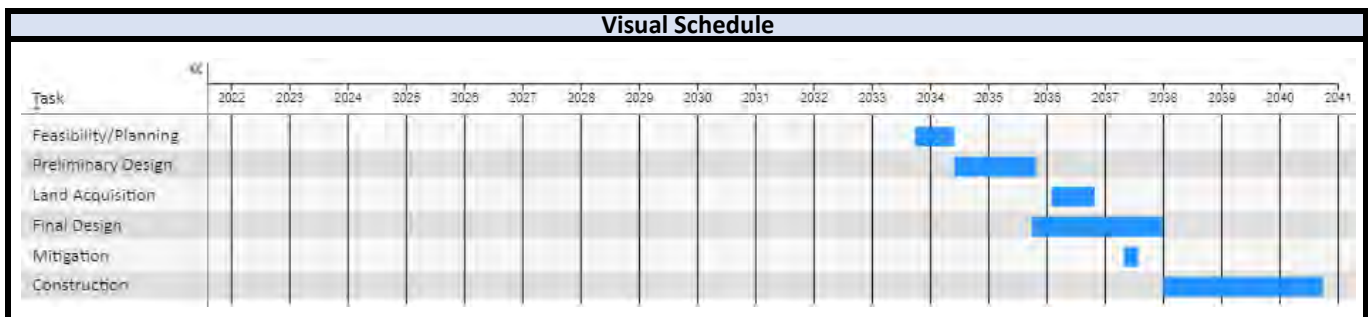 Visual Schedule
«
Task 2022 2023 2024 2025 2026 2027 2028 2029 2030 2031 2032 2033 2034 2035 2036 2037 2038 2039 2040 2041
Feasibility/Planning
Preliminary Design
Land Acquisition
Final Design
Mitigation
Construction